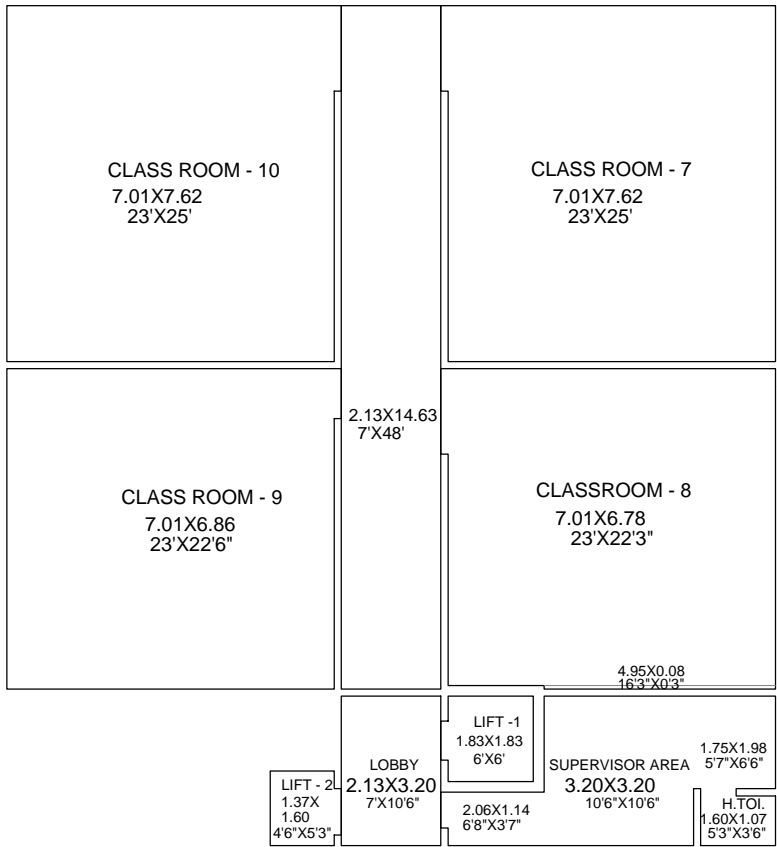 CLASS ROOM - 10
7.01X7.62
23'X25'
CLASS ROOM - 7
7.01X7.62
23'X25'
2.13X14.63
7'X48'
CLASS ROOM - 9
7.01X6.86
23'X22'6"
CLASSROOM - 8
7.01X6.78
23'X22'3"
4.95X0.08
16'3"X0'3"
LIFT -1
1.83X1.83
6'X6'
LOBBY
2.13X3.20
7'X10'6"
SUPERVISOR AREA
3.20X3.20
10'6"X10'6"
1.75X1.98
5'7"X6'6"
LIFT - 2
1.37X
1.60
4'6"X5'3"
2.06X1.14
6'8"X3'7"
H.TOI.
1.60X1.07
5'3"X3'6"